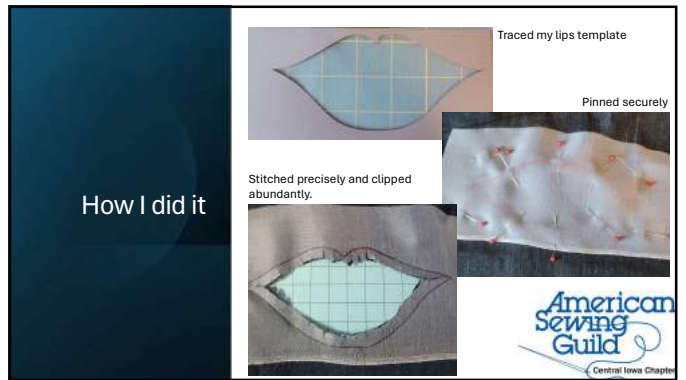 How I did it
Traced my lips template
Pinned securely
Stitched precisely and clipped
abundantly.
American
Sewing
Guild
Central Iowa Chapter